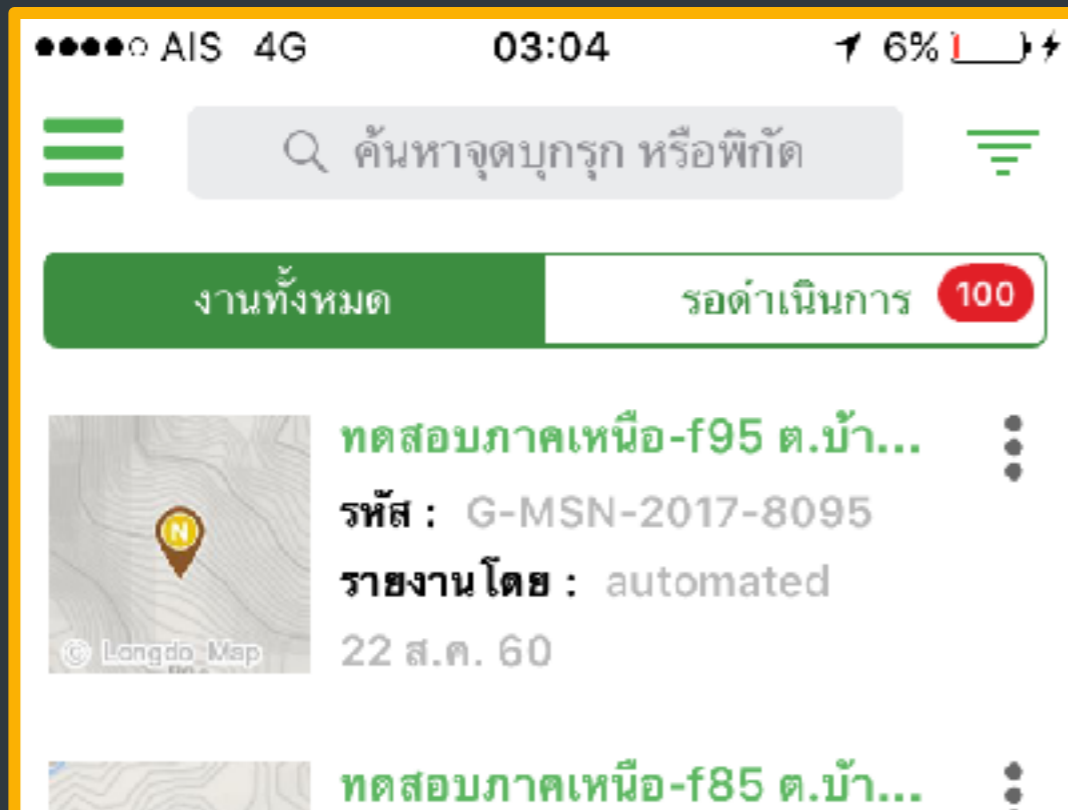 AIS 4G 03:04 6%
ค้นหาจุดบุกรุก หรือพิกัด
งานทั้งหมด รอดำเนินการ 100
ทดสอบภาคเหนือ-f95 ต.บ้า...
รหัส : G-MSN-2017-8095
N
รายงานโดย : automated
© Longdo Map 22 ส.ค. 60
ทดสอบภาคเหนือ-f85 ต.บ้า...